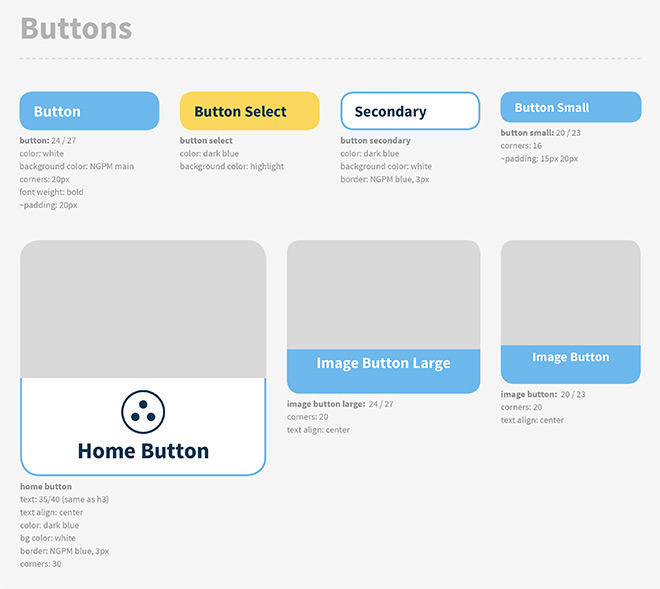 Buttons
Button
button: 24 / 27
color: white
background color: NGPM main
corners: 20px
font weight: bold
~padding: 20px
Button Select
button select
color: dark blue
background color: highlight
Secondary
button secondary
color: dark blue
background color: white
border: NGPM blue, 3px
Button Small
button small: 20 / 23
corners: 16
~padding: 15px 20px
Home Button
home button
text: 35/40 (same as h3)
text align: center
color: dark blue
bg color: white
border: NGPM blue, 3px
corners: 30
Image Button Large
image button large: 24 / 27
corners: 20
text align: center
Image Button
image button: 20 / 23
corners: 20
text align: center